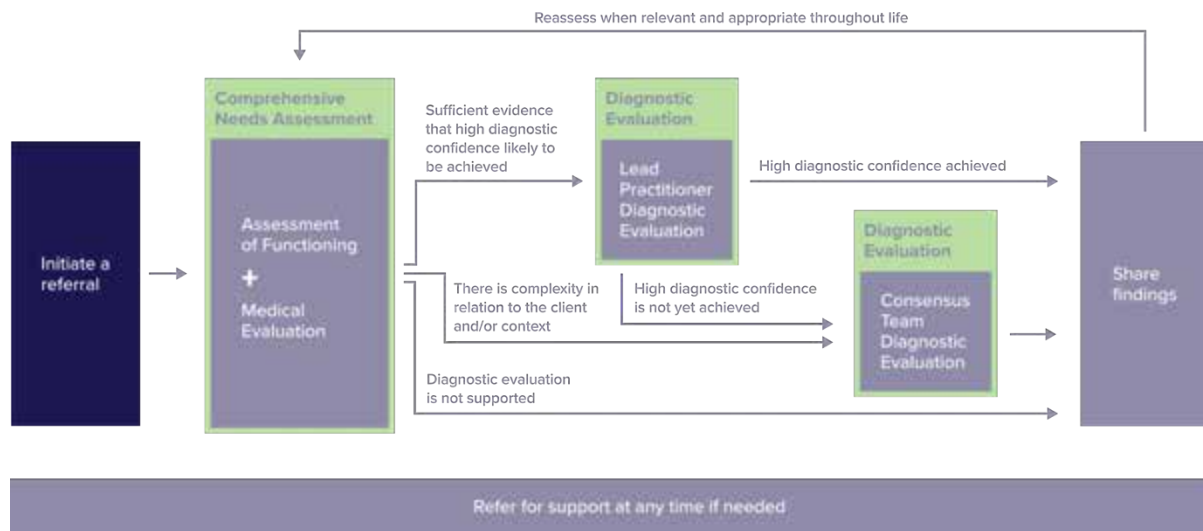 Reassess when relevant and appropriate throughout life
Initiate a
referral
Comprehensive
Needs Assessment
Assessment
of Functioning
+
Medical
Evaluation
Sufficient evidence
that high diagnostic
confidence likely to
be achieved
There is complexity in
relation to the client
and/or context
Diagnostic evaluation
is not supported
Diagnostic
Evaluation
Lead
Practitioner
Diagnostic
Evaluation
High diagnostic confidence achieved
High diagnostic confidence
is not yet achieved
Diagnostic
Evaluation
Consensus
Team
Diagnostic
Evaluation
Share
findings
Refer for support at any time if needed